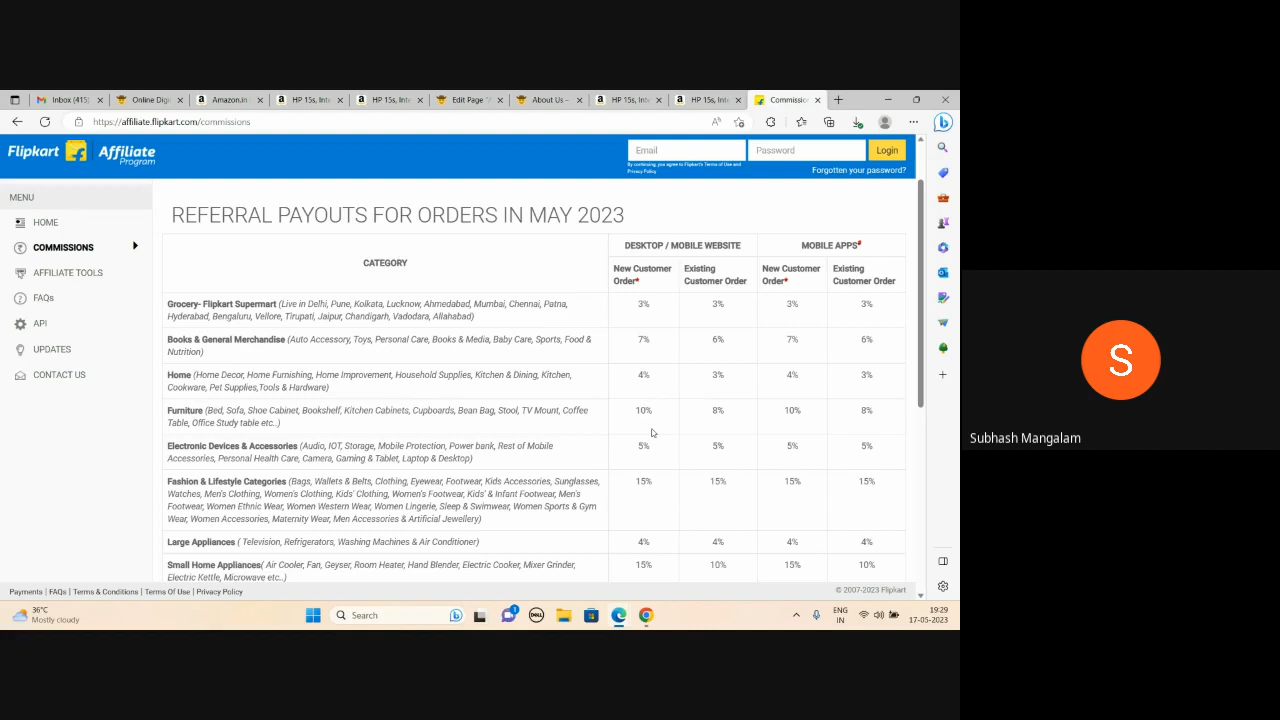 Inbox (415)
Online Digi
Amazon.in
HP 15s, Inte
HP 15s, Inte
Edit Page "
About Us –
HP 15s, Inte
HP 15s, Inte
Commissio
https://affiliate.flipkart.com/commissions
Flipkart Affiliate Program
Email
Password
Login
By continuing, you agree to Flipkart's Terms of Use and
Privacy Policy
Forgotten your password?
MENU
HOME
COMMISSIONS
AFFILIATE TOOLS
FAQs
API
UPDATES
CONTACT US
REFERRAL PAYOUTS FOR ORDERS IN MAY 2023
CATEGORY
DESKTOP / MOBILE WEBSITE
MOBILE APPS#
New Customer Order*
Existing Customer Order
New Customer Order*
Existing Customer Order
Grocery- Flipkart Supermart (Live in Delhi, Pune, Kolkata, Lucknow, Ahmedabad, Mumbai, Chennai, Patna,
Hyderabad, Bengaluru, Vellore, Tirupati, Jaipur, Chandigarh, Vadodara, Allahabad)
3% 3% 3% 3%
Books & General Merchandise (Auto Accessory, Toys, Personal Care, Books & Media, Baby Care, Sports, Food &
Nutrition)
7% 6% 7% 6%
Home (Home Decor, Home Furnishing, Home Improvement, Household Supplies, Kitchen & Dining, Kitchen,
Cookware, Pet Supplies,Tools & Hardware)
4% 3% 4% 3%
Furniture (Bed, Sofa, Shoe Cabinet, Bookshelf, Kitchen Cabinets, Cupboards, Bean Bag, Stool, TV Mount, Coffee
Table, Office Study table etc..)
10% 8% 10% 8%
Electronic Devices & Accessories (Audio, IOT, Storage, Mobile Protection, Power bank, Rest of Mobile
Accessories, Personal Health Care, Camera, Gaming & Tablet, Laptop & Desktop)
5% 5% 5% 5%
Fashion & Lifestyle Categories (Bags, Wallets & Belts, Clothing, Eyewear, Footwear, Kids Accessories, Sunglasses,
Watches, Men's Clothing, Women's Clothing, Kids' Clothing, Women's Footwear, Kids' & Infant Footwear, Men's
Footwear, Women Ethnic Wear, Women Western Wear, Women Lingerie, Sleep & Swimwear, Women Sports & Gym
Wear, Women Accessories, Maternity Wear, Men Accessories & Artificial Jewellery)
15% 15% 15% 15%
Large Appliances ( Television, Refrigerators, Washing Machines & Air Conditioner)
4% 4% 4% 4%
Small Home Appliances( Air Cooler, Fan, Geyser, Room Heater, Hand Blender, Electric Cooker, Mixer Grinder,
Electric Kettle, Microwave etc..)
15% 10% 15% 10%
Payments | FAQs | Terms & Conditions | Terms Of Use | Privacy Policy
© 2007-2023 Flipkart
36°C
Mostly cloudy
Search
1
DELL
ENG
IN
19:29
17-05-2023
S
Subhash Mangalam